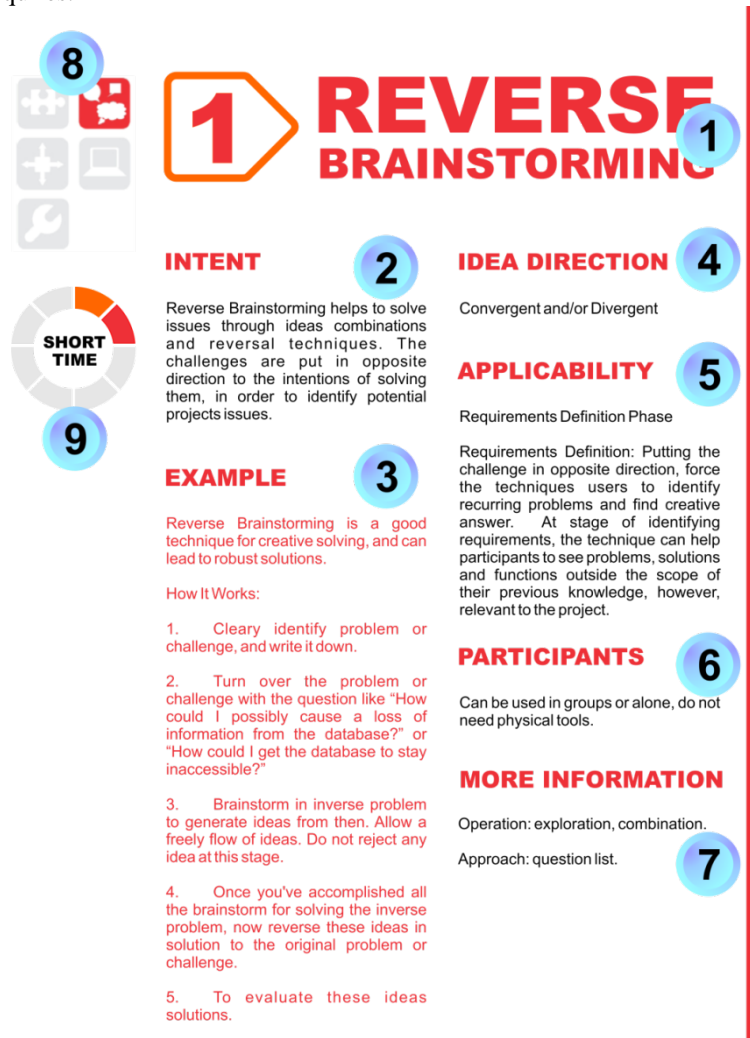 8
1
REVERSE
BRAINSTORMING
1
INTENT
2
Reverse Brainstorming helps to solve
issues through ideas combinations
and reversal techniques. The
challenges are put in opposite
direction to the intentions of solving
them, in order to identify potential
projects issues.
SHORT
TIME
9
EXAMPLE
3
Reverse Brainstorming is a good
technique for creative solving, and can
lead to robust solutions.
How It Works:
1. Cleary identify problem or
challenge, and write it down.
2. Turn over the problem or
challenge with the question like “How
could I possibly cause a loss of
information from the database?” or
“How could I get the database to stay
inaccessible?”
3. Brainstorm in inverse problem
to generate ideas from then. Allow a
freely flow of ideas. Do not reject any
idea at this stage.
4. Once you've accomplished all
the brainstorm for solving the inverse
problem, now reverse these ideas in
solution to the original problem or
challenge.
5. To evaluate these ideas
solutions.
IDEA DIRECTION
4
Convergent and/or Divergent
APPLICABILITY
5
Requirements Definition Phase
Requirements Definition: Putting the
challenge in opposite direction, force
the techniques users to identify
recurring problems and find creative
answer. At stage of identifying
requirements, the technique can help
participants to see problems, solutions
and functions outside the scope of
their previous knowledge, however,
relevant to the project.
PARTICIPANTS
6
Can be used in groups or alone, do not
need physical tools.
MORE INFORMATION
Operation: exploration, combination.
Approach: question list.
7